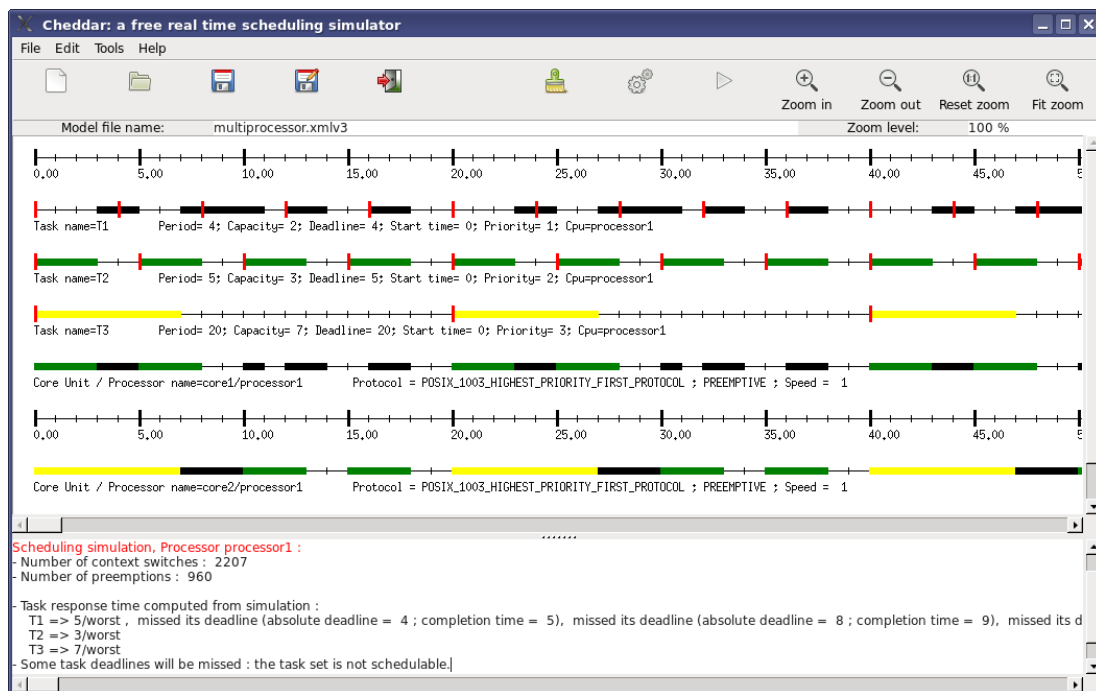 Cheddar: a free real time scheduling simulator
File Edit Tools Help
Zoom in Zoom out Reset zoom Fit zoom
Model file name: multiprocessor.xmlv3 Zoom level: 100 %
0.00 5.00 10.00 15.00 20.00 25.00 30.00 35.00 40.00 45.00 5
Task name=T1 Period= 4; Capacity= 2; Deadline= 4; Start time= 0; Priority= 1; Cpu=processor1
Task name=T2 Period= 5; Capacity= 3; Deadline= 5; Start time= 0; Priority= 2; Cpu=processor1
Task name=T3 Period= 20; Capacity= 7; Deadline= 20; Start time= 0; Priority= 3; Cpu=processor1
Core Unit / Processor name=core1/processor1 Protocol = POSIX_1003_HIGHEST_PRIORITY_FIRST_PROTOCOL ; PREEMPTIVE ; Speed = 1
0.00 5.00 10.00 15.00 20.00 25.00 30.00 35.00 40.00 45.00 5
Core Unit / Processor name=core2/processor1 Protocol = POSIX_1003_HIGHEST_PRIORITY_FIRST_PROTOCOL ; PREEMPTIVE ; Speed = 1
Scheduling simulation, Processor processor1 :
- Number of context switches : 2207
- Number of preemptions : 960
- Task response time computed from simulation :
T1 => 5/worst , missed its deadline (absolute deadline = 4 ; completion time = 5), missed its deadline (absolute deadline = 8 ; completion time = 9), missed its d
T2 => 3/worst
T3 => 7/worst
- Some task deadlines will be missed : the task set is not schedulable.